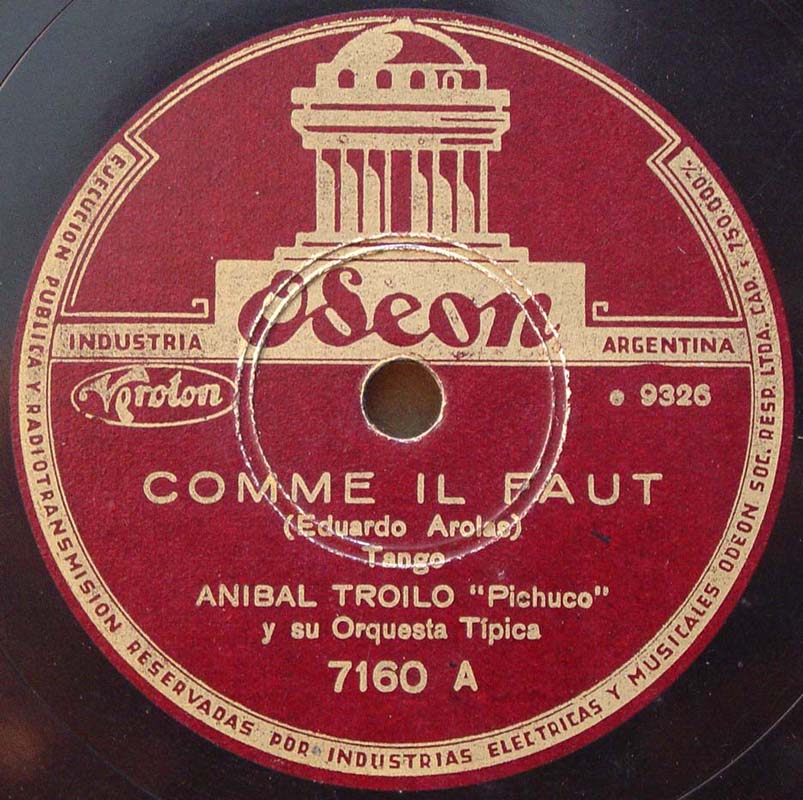 Odeon
INDUSTRIA
ARGENTINA
9326
COMME IL FAUT
(Eduardo Arolas)
Tango
ANIBAL TROILO "Pichuco"
y su Orquesta Típica
7160 A
EJECUCION PUBLICA Y RADIOTRANSMISION RESERVADAS POR INDUSTRIAS ELECTRICAS Y MUSICALES ODEON SOC. RESP. LTDA. CAP. $ 750.000.%